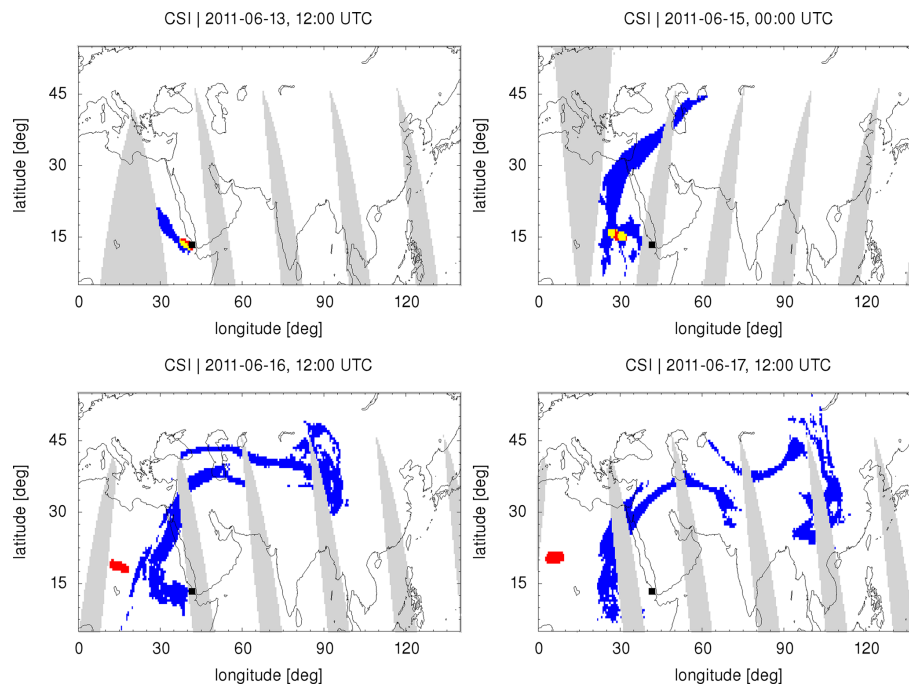 CSI | 2011-06-13, 12:00 UTC
CSI | 2011-06-15, 00:00 UTC
latitude [deg]
45
30
15
0
30
60
90
120
longitude [deg]
latitude [deg]
45
30
15
0
30
60
90
120
longitude [deg]
CSI | 2011-06-16, 12:00 UTC
CSI | 2011-06-17, 12:00 UTC
latitude [deg]
45
30
15
0
30
60
90
120
longitude [deg]
latitude [deg]
45
30
15
0
30
60
90
120
longitude [deg]